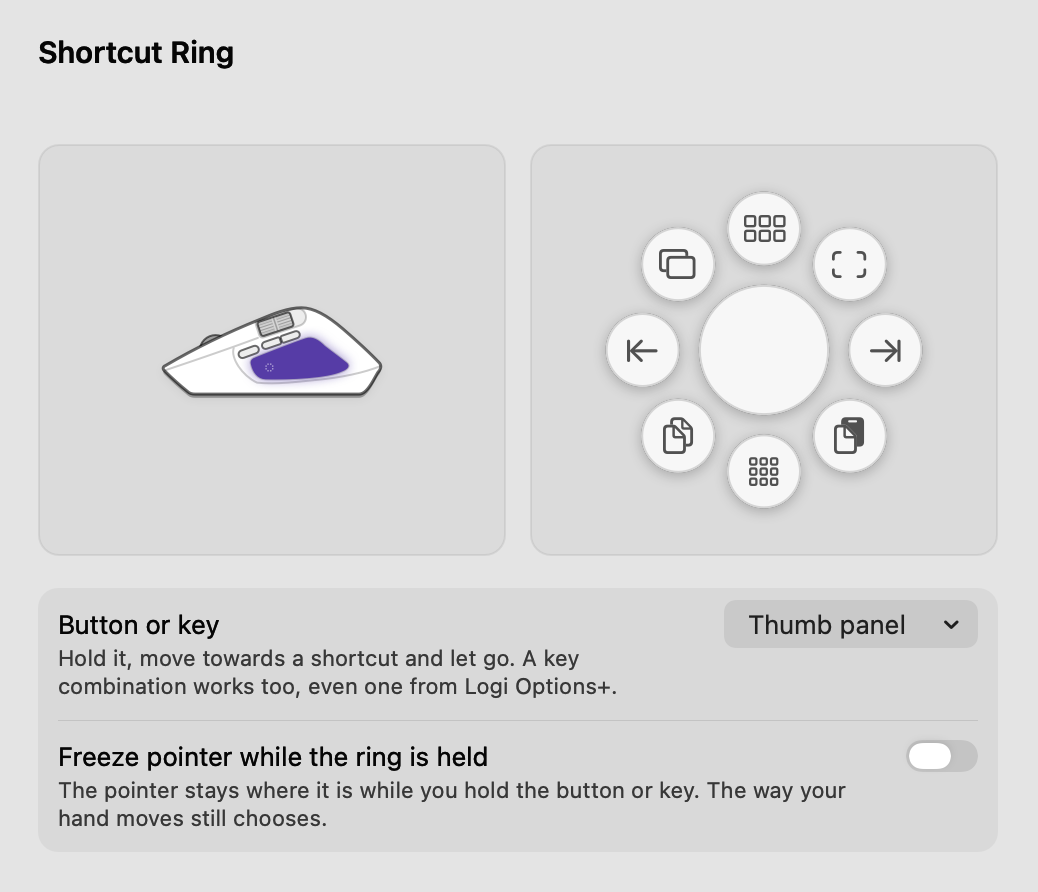 Shortcut Ring
Button or key
Thumb panel
Hold it, move towards a shortcut and let go. A key
combination works too, even one from Logi Options+.
Freeze pointer while the ring is held
The pointer stays where it is while you hold the button or key. The way your
hand moves still chooses.